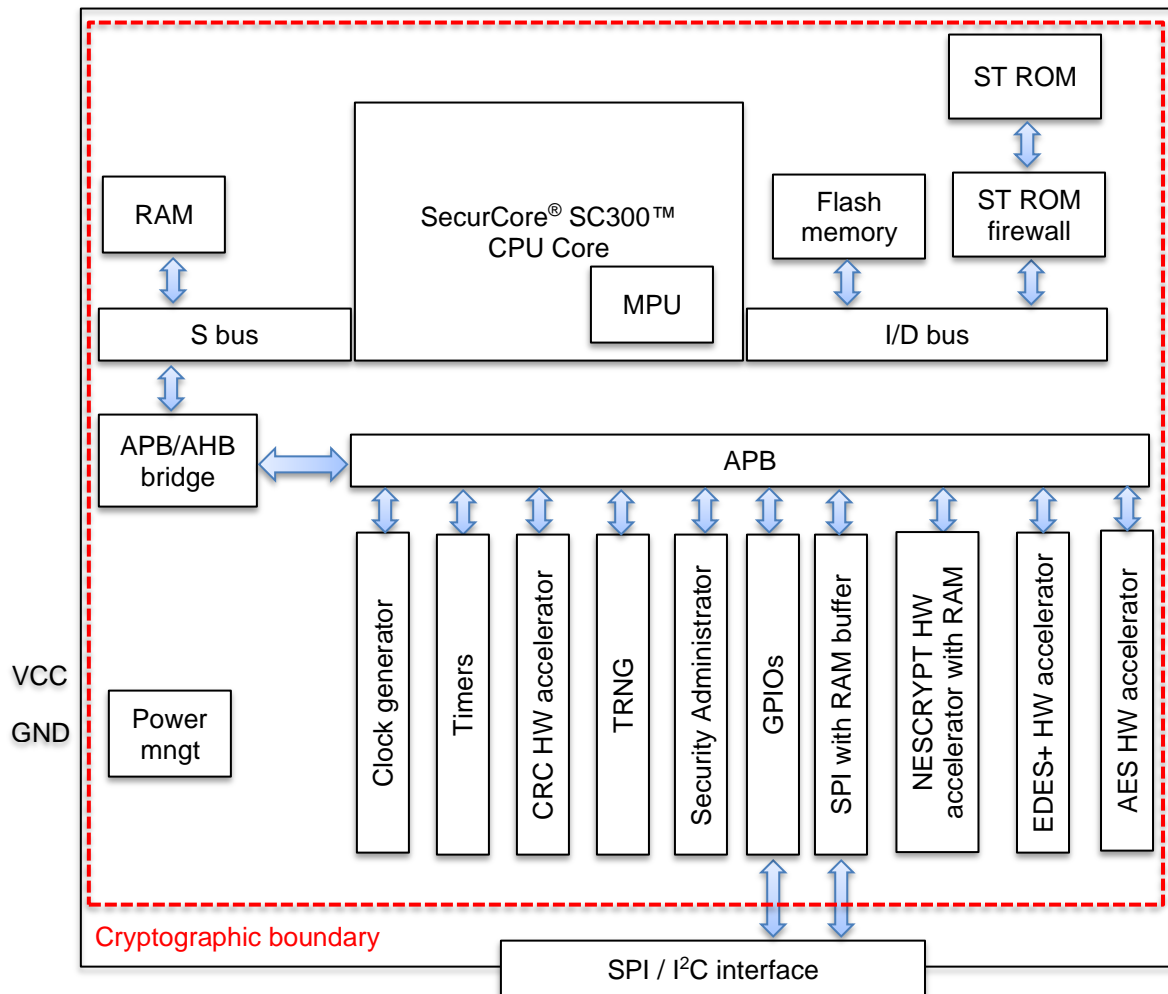 ST ROM
RAM
SecurCore® SC300™
CPU Core
MPU
Flash
memory
ST ROM
firewall
S bus
I/D bus
APB/AHB
bridge
APB
Clock generator
Timers
CRC HW accelerator
TRNG
Security Administrator
GPIOs
SPI with RAM buffer
NESCRYPT HW
accelerator with RAM
EDES+ HW accelerator
AES HW accelerator
VCC
GND
Power
mngt
Cryptographic boundary
SPI / I²C interface